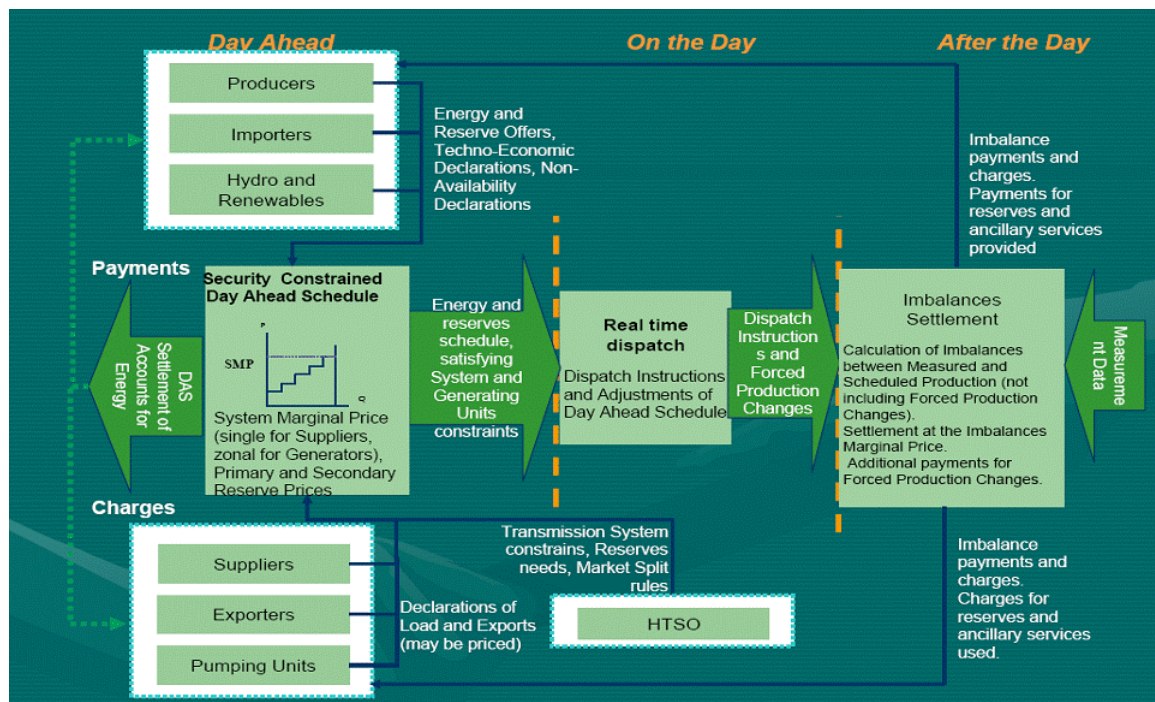 Day Ahead
On the Day
After the Day
Producers
Importers
Hydro and
Renewables
Energy and
Reserve Offers,
Techno-Economic
Declarations, Non-
Availability
Declarations
Imbalance
payments and
charges.
Payments for
reserves and
ancillary services
provided
Payments
DAS
Settlement of
Accounts for
Energy
Charges
Security Constrained
Day Ahead Schedule
P
SMP
Q
System Marginal Price
(single for Suppliers,
zonal for Generators),
Primary and Secondary
Reserve Prices
Energy and
reserves
schedule,
satisfying
System and
Generating
Units
constraints
Real time
dispatch
Dispatch Instructions
and Adjustments of
Day Ahead Schedule
Dispatch
Instruction
s and
Forced
Production
Changes
Imbalances
Settlement
Calculation of Imbalances
between Measured and
Scheduled Production (not
including Forced Production
Changes).
Settlement at the Imbalances
Marginal Price.
Additional payments for
Forced Production Changes.
Measureme
nt Data
Suppliers
Exporters
Pumping Units
Declarations of
Load and Exports
(may be priced)
Transmission System
constrains, Reserves
needs, Market Split
rules
HTSO
Imbalance
payments and
charges.
Charges for
reserves and
ancillary services
used.